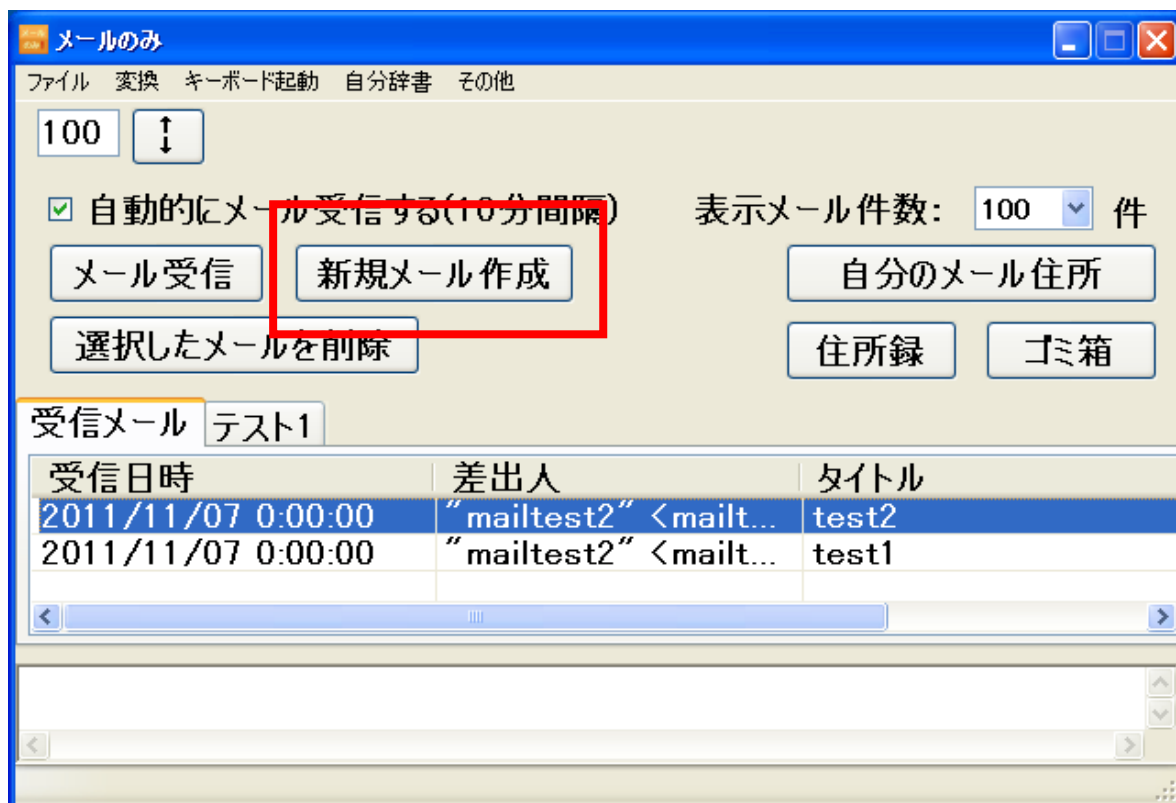 メールのみ
ファイル 変換 キーボード起動 自分辞書 その他
100
自動的にメール受信する(10分間隔) 表示メール件数: 100 件
メール受信 新規メール作成 自分のメール住所
選択したメールを削除 住所録 ゴミ箱
受信メール テスト1
受信日時 差出人 タイトル
2011/11/07 0:00:00 "mailtest2" <mailt... test2
2011/11/07 0:00:00 "mailtest2" <mailt... test1